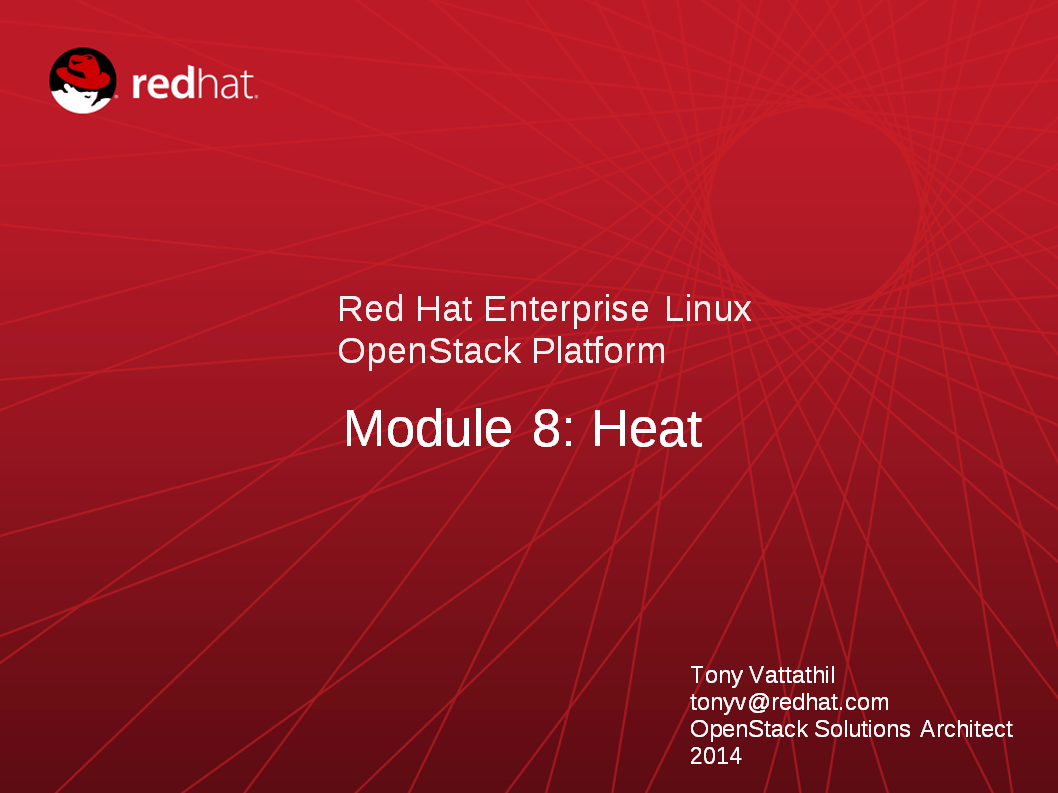 redhat.
Red Hat Enterprise Linux
OpenStack Platform
Module 8: Heat
Tony Vattathil
tonyv@redhat.com
OpenStack Solutions Architect
2014